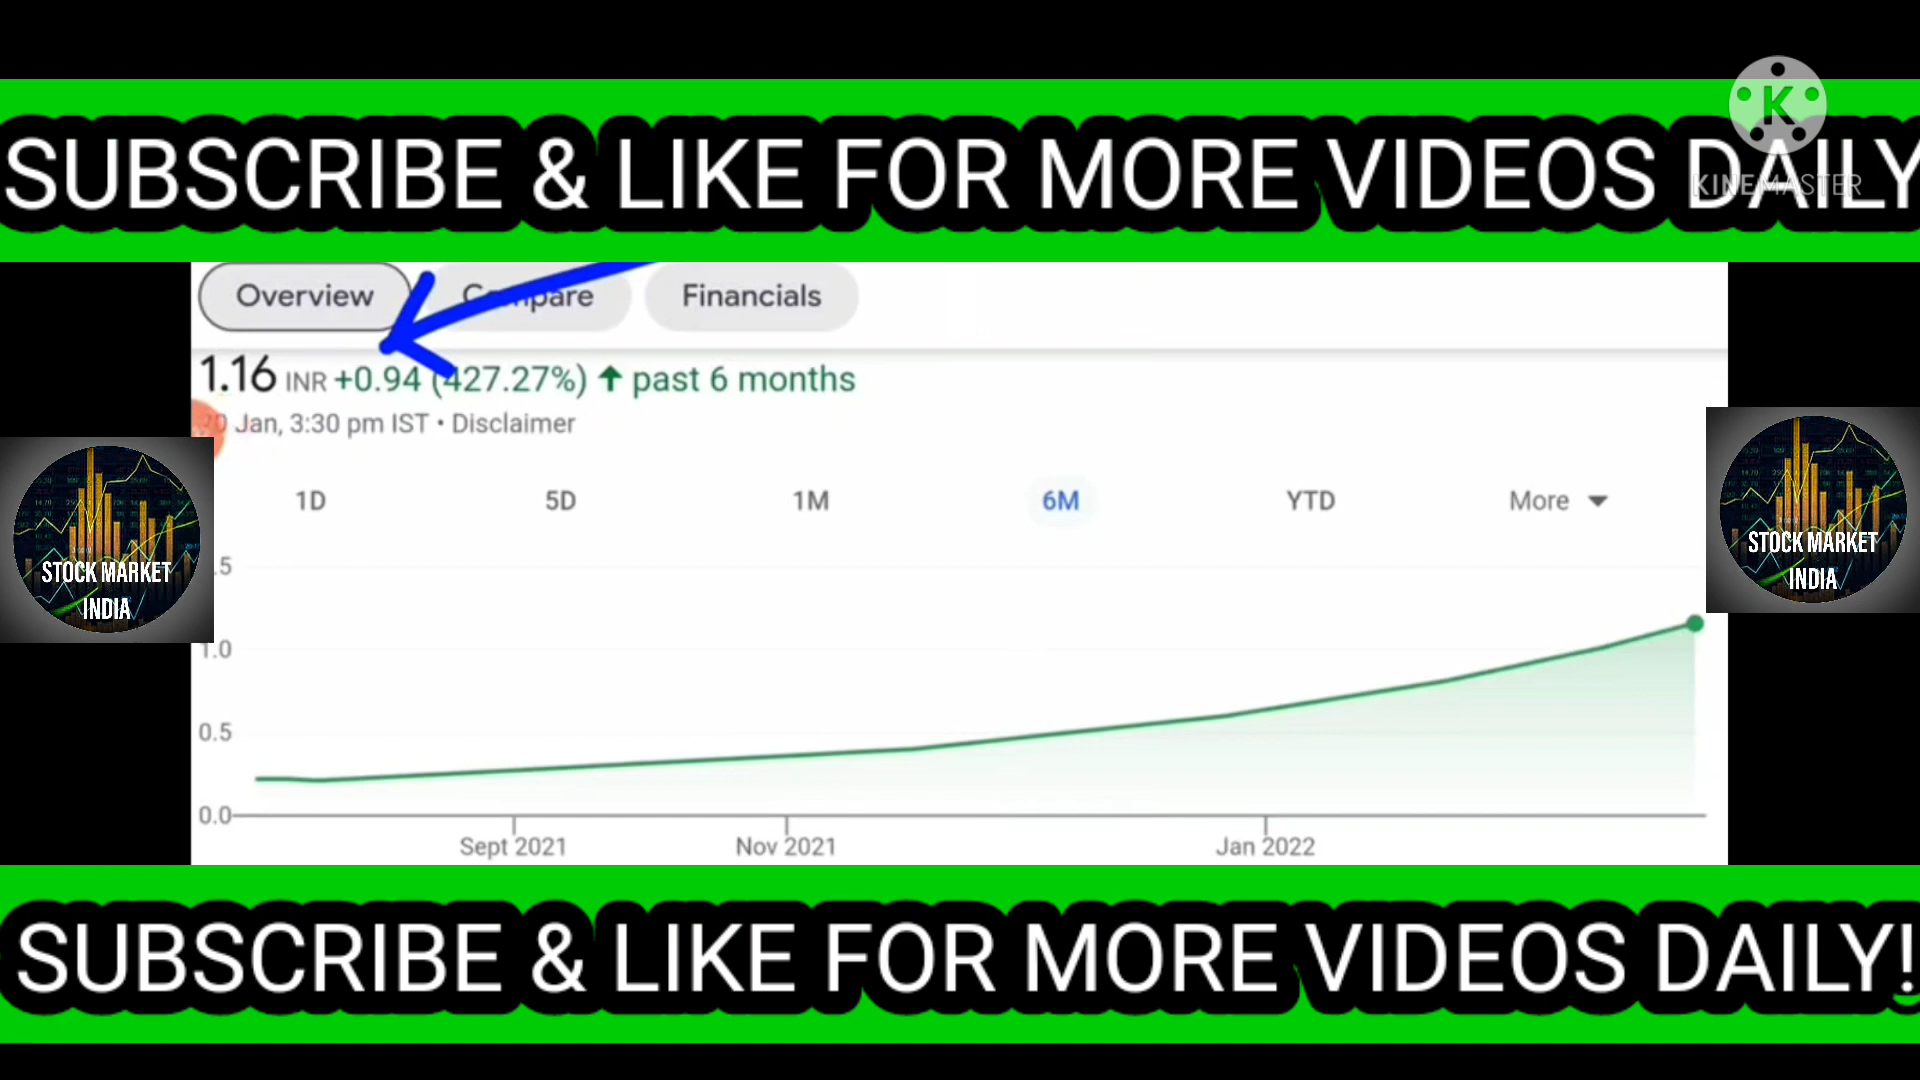 SUBSCRIBE & LIKE FOR MORE VIDEOS DAILY
K
KINEMASTER
Overview Compare Financials
1.16 INR +0.94 (427.27%) ↑ past 6 months
Jan, 3:30 pm IST • Disclaimer
1D 5D 1M 6M YTD More
.5
1.0
0.5
0.0
Sept 2021 Nov 2021 Jan 2022
STOCK MARKET
INDIA
STOCK MARKET
INDIA
SUBSCRIBE & LIKE FOR MORE VIDEOS DAILY!